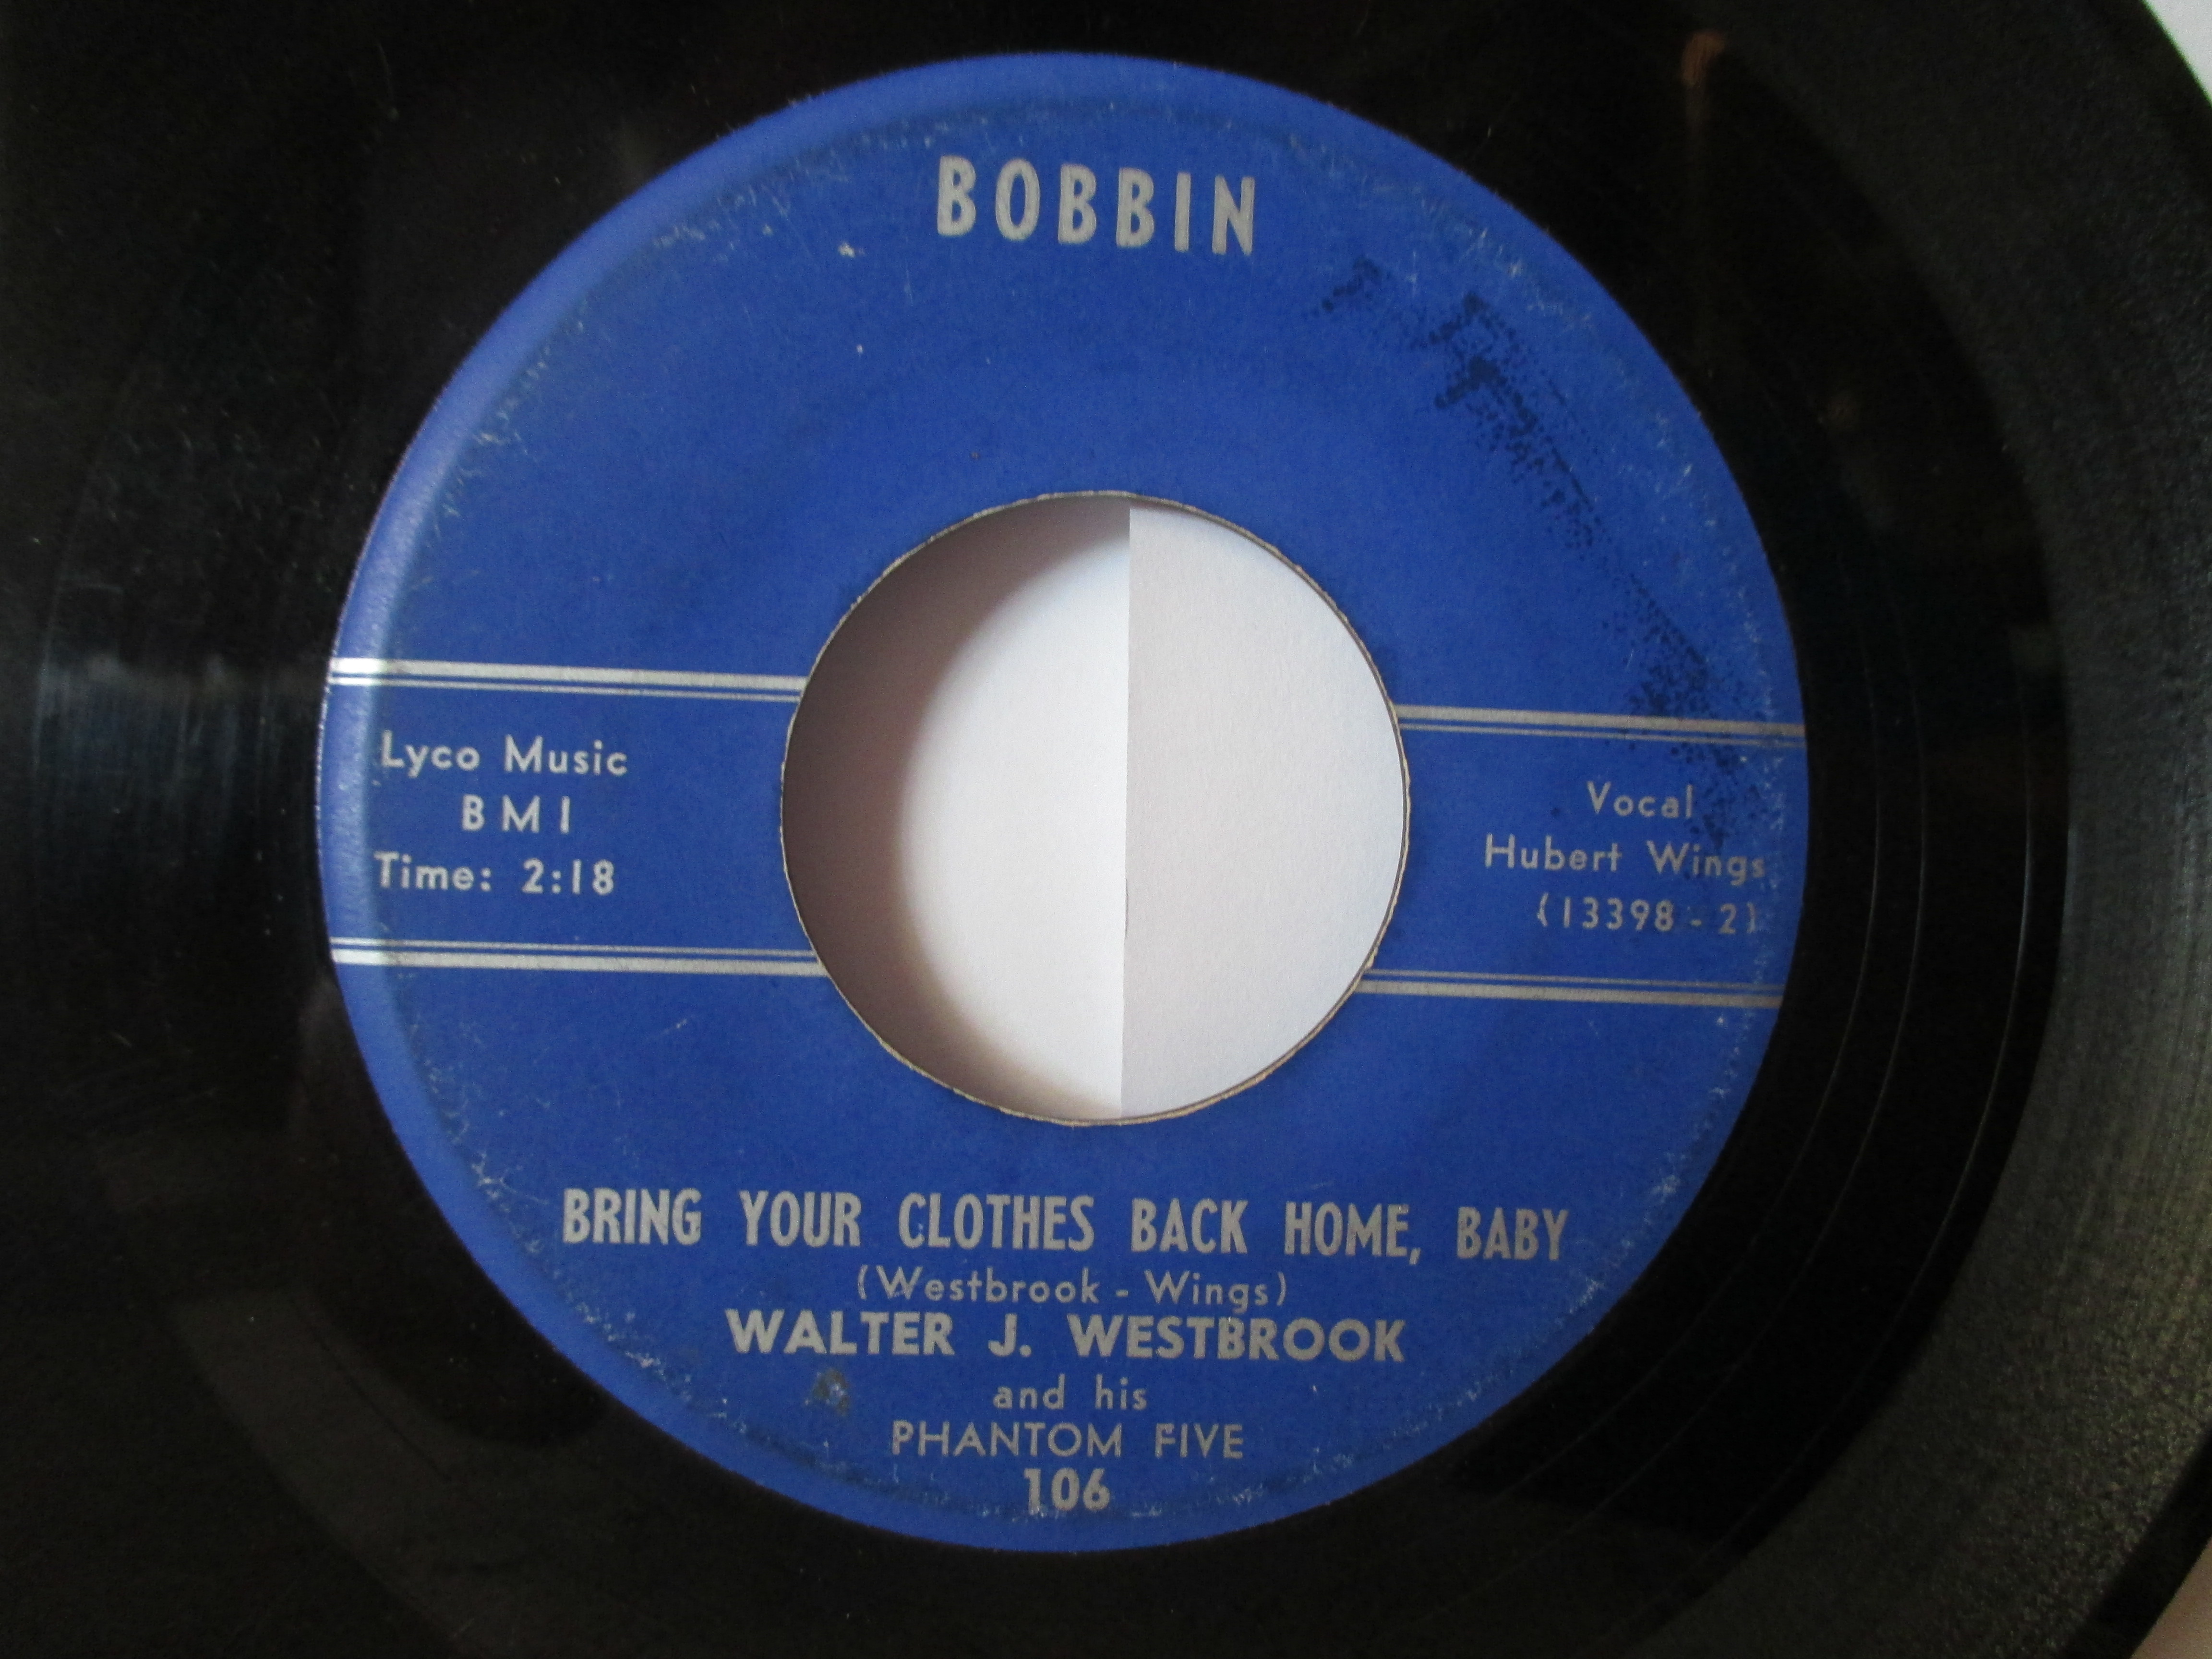 BOBBIN
Lyco Music
BMI
Time: 2:18
Vocal
Hubert Wings
(13398-2)
BRING YOUR CLOTHES BACK HOME, BABY
(Westbrook - Wings)
WALTER J. WESTBROOK
and his
PHANTOM FIVE
106